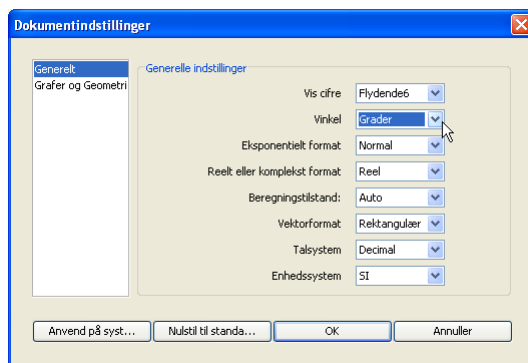 Dokumentindstillinger
Generelt
Grafer og Geometri
Generelle indstillinger
Vis cifre Flydende6
Vinkel Grader
Eksponentielt format Normal
Reelt eller komplekst format Reel
Beregningstilstand: Auto
Vektorformat Rektangulær
Talsystem Decimal
Enhedssystem SI
Anvend på syst... Nulstil til standa... OK Annuller